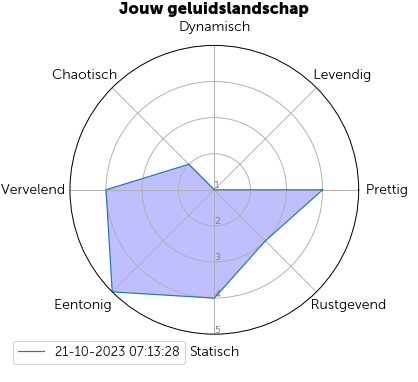 Jouw geluidslandschap
Dynamisch
Chaotisch
Levendig
Vervelend
1
Prettig
2
3
4
Eentonig
Rustgevend
5
21-10-2023 07:13:28
Statisch